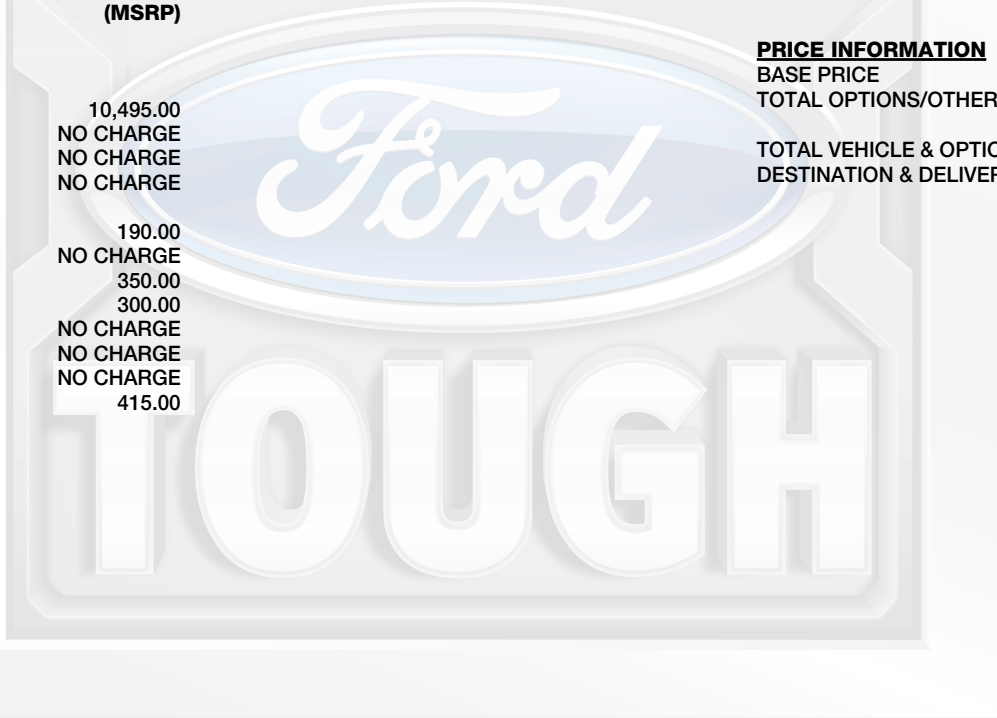 (MSRP)
10,495.00
NO CHARGE
NO CHARGE
NO CHARGE
190.00
NO CHARGE
350.00
300.00
NO CHARGE
NO CHARGE
NO CHARGE
415.00
PRICE INFORMATION
BASE PRICE
TOTAL OPTIONS/OTHER
TOTAL VEHICLE & OPTIO
DESTINATION & DELIVER
Ford
TOUGH